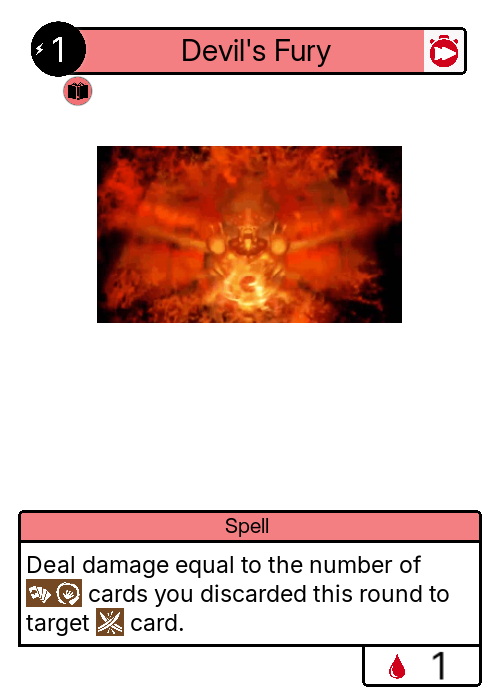 1
Devil's Fury
Spell
Deal damage equal to the number of
cards you discarded this round to
target card.
1